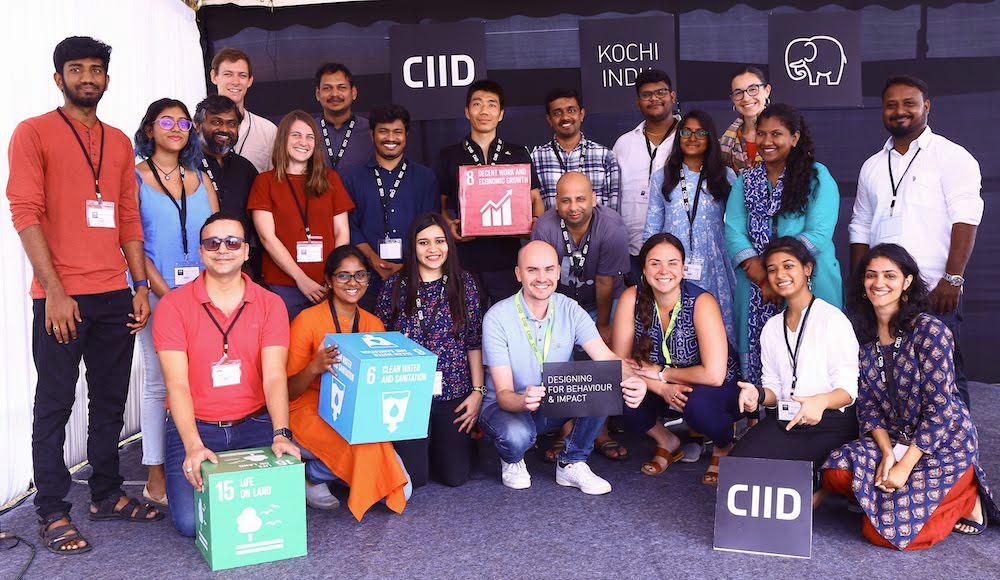 CIID
KOCHI
INDI
8 DECENT WORK AND
ECONOMIC GROWTH
6 CLEAN WATER
AND SANITATION
DESIGNING
FOR BEHAVIOUR
& IMPACT
15 LIFE
ON LAND
CIID